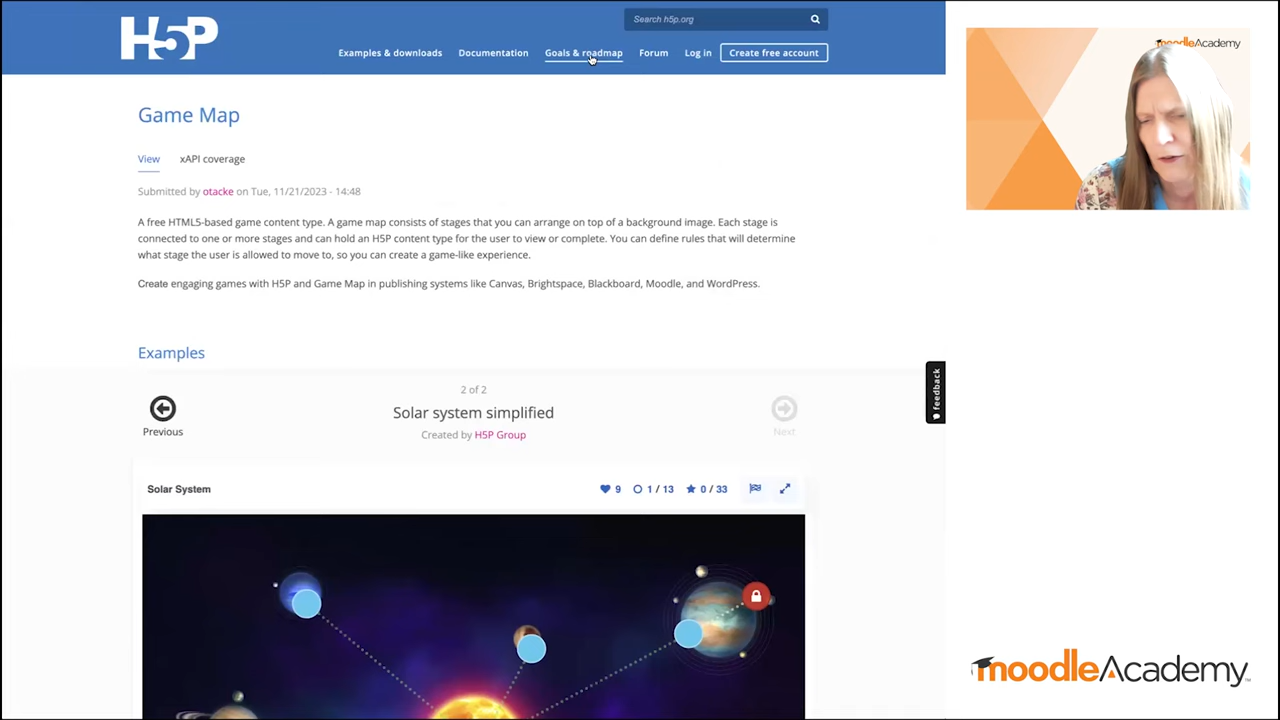 H5P
Search h5p.org
Examples & downloads Documentation Goals & roadmap Forum Log in Create free account
moodleAcademy
Game Map
View xAPI coverage
Submitted by otacke on Tue, 11/21/2023 - 14:48
A free HTML5-based game content type. A game map consists of stages that you can arrange on top of a background image. Each stage is
connected to one or more stages and can hold an H5P content type for the user to view or complete. You can define rules that will determine
what stage the user is allowed to move to, so you can create a game-like experience.
Create engaging games with H5P and Game Map in publishing systems like Canvas, Brightspace, Blackboard, Moodle, and WordPress.
Examples
feedback
2 of 2
Previous
Solar system simplified
Next
Created by H5P Group
Solar System 9 1 / 13 0 / 33
moodleAcademy™